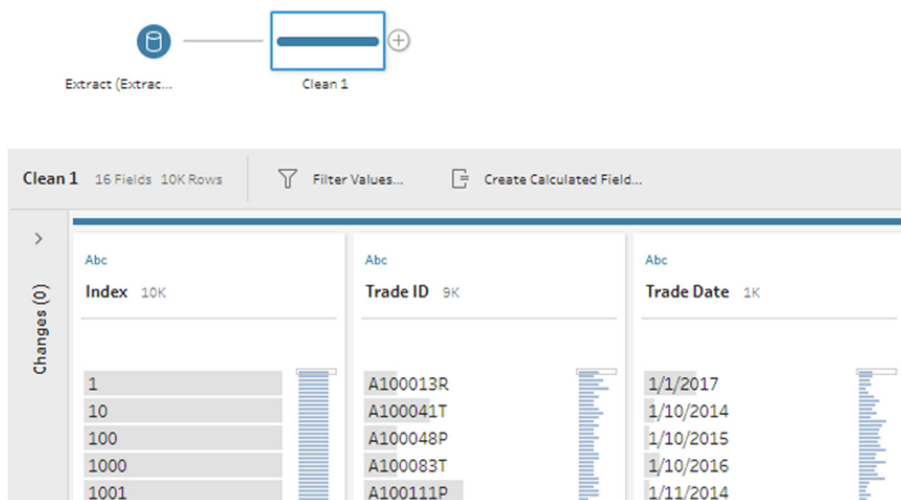 Extract (Extrac...
Clean 1
Clean 1 16 Fields 10K Rows Filter Values... Create Calculated Field...
Changes (0)
Abc Abc Abc
Index 10K Trade ID 9K Trade Date 1K
1 A100013R 1/1/2017
10 A100041T 1/10/2014
100 A100048P 1/10/2015
1000 A100083T 1/10/2016
1001 A100111P 1/11/2014